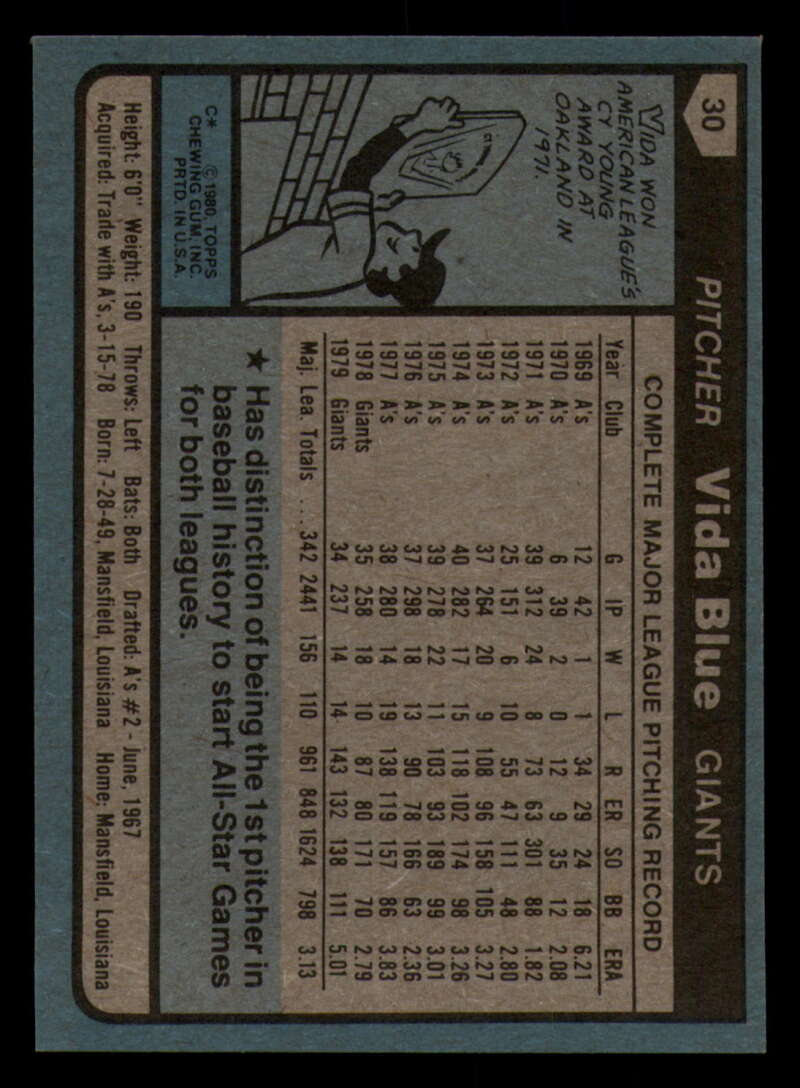 30
PITCHER Vida Blue GIANTS
VIDA WON
AMERICAN LEAGUE'S
CY YOUNG
AWARD AT
OAKLAND IN
1971.
C* © 1980, TOPPS
CHEWING GUM, INC.
PRTD. IN U.S.A.
COMPLETE MAJOR LEAGUE PITCHING RECORD
Year Club G IP W L R ER SO BB ERA
1969 A's 12 42 1 1 34 29 24 18 6.21
1970 A's 6 39 2 0 12 9 35 12 2.08
1971 A's 39 312 24 8 73 63 301 88 1.82
1972 A's 25 151 6 10 55 47 111 48 2.80
1973 A's 37 264 20 9 108 96 158 105 3.27
1974 A's 40 282 17 15 118 102 174 98 3.26
1975 A's 39 278 22 11 103 93 189 99 3.01
1976 A's 37 298 18 13 90 78 166 63 2.36
1977 A's 38 280 14 19 138 119 157 86 3.83
1978 Giants 35 258 18 10 87 80 171 70 2.79
1979 Giants 34 237 14 14 143 132 138 111 5.01
Maj. Lea. Totals . . . 342 2441 156 110 961 848 1624 798 3.13
★ Has distinction of being the 1st pitcher in
baseball history to start All-Star Games
for both leagues.
Height: 6'0" Weight: 190 Throws: Left Bats: Both Drafted: A's #2 - June, 1967
Acquired: Trade with A's, 3-15-78 Born: 7-28-49, Mansfield, Louisiana Home: Mansfield, Louisiana